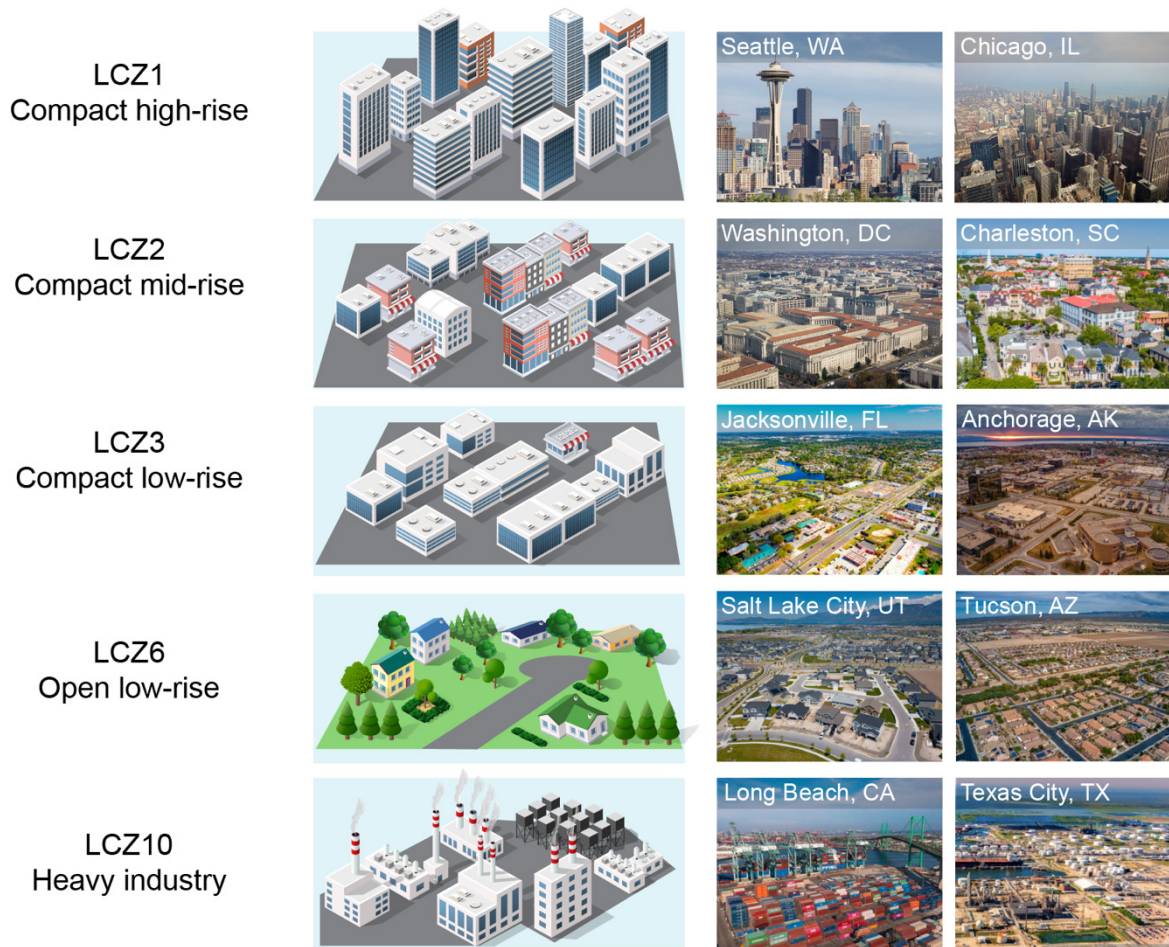 LCZ1
Compact high-rise
Seattle, WA
Chicago, IL
LCZ2
Compact mid-rise
Washington, DC
Charleston, SC
LCZ3
Compact low-rise
Jacksonville, FL
Anchorage, AK
LCZ6
Open low-rise
Salt Lake City, UT
Tucson, AZ
LCZ10
Heavy industry
Long Beach, CA
Texas City, TX